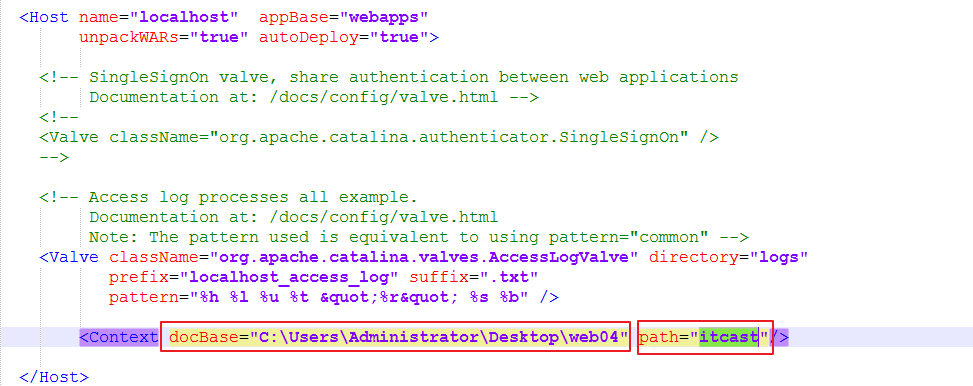 <Host name="localhost"  appBase="webapps"
unpackWARs="true" autoDeploy="true">
<!-- SingleSignOn valve, share authentication between web applications
Documentation at: /docs/config/valve.html -->
<!--
<Valve className="org.apache.catalina.authenticator.SingleSignOn" />
-->
<!-- Access log processes all example.
Documentation at: /docs/config/valve.html
Note: The pattern used is equivalent to using pattern="common" -->
<Valve className="org.apache.catalina.valves.AccessLogValve" directory="logs"
prefix="localhost_access_log" suffix=".txt"
pattern="%h %l %u %t &quot;%r&quot; %s %b" />
<Context docBase="C:\Users\Administrator\Desktop\web04" path="itcast"/>
</Host>